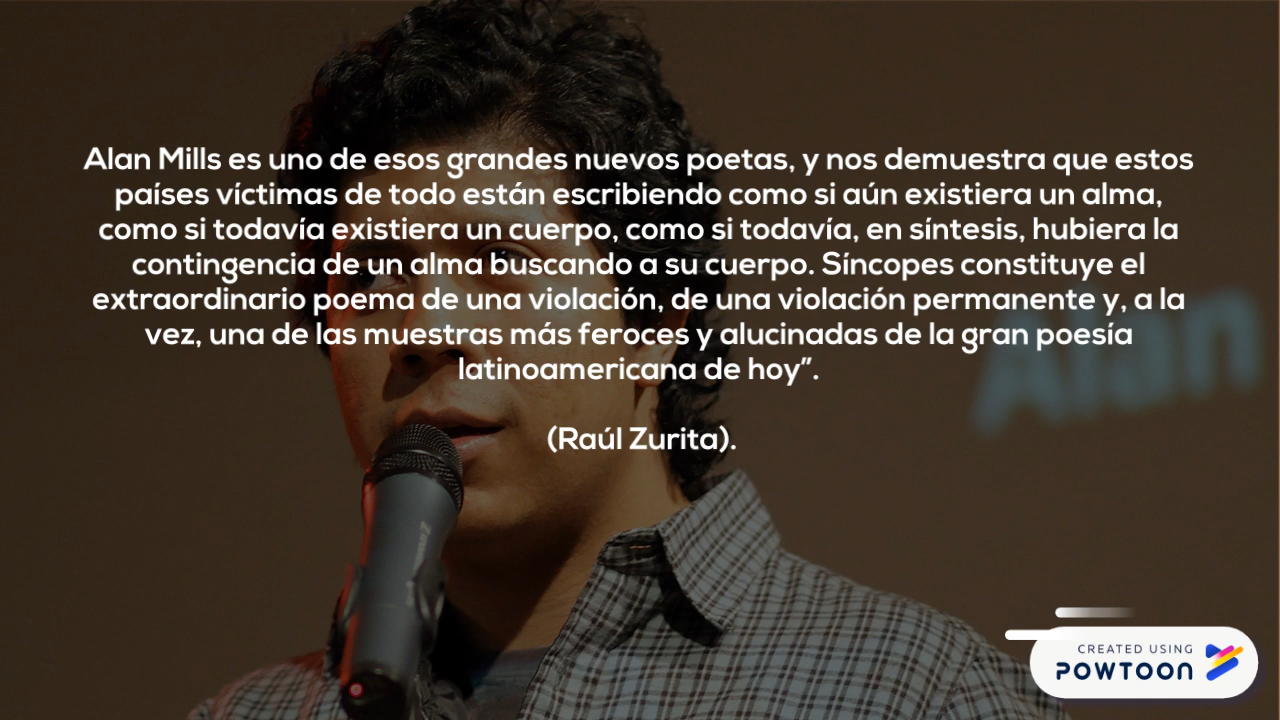 Alan Mills es uno de esos grandes nuevos poetas, y nos demuestra que estos
países víctimas de todo están escribiendo como si aún existiera un alma,
como si todavía existiera un cuerpo, como si todavía, en síntesis, hubiera la
contingencia de un alma buscando a su cuerpo. Síncopes constituye el
extraordinario poema de una violación, de una violación permanente y, a la
vez, una de las muestras más feroces y alucinadas de la gran poesía
latinoamericana de hoy”.
(Raúl Zurita).
Alan
CREATED USING
POWTOON